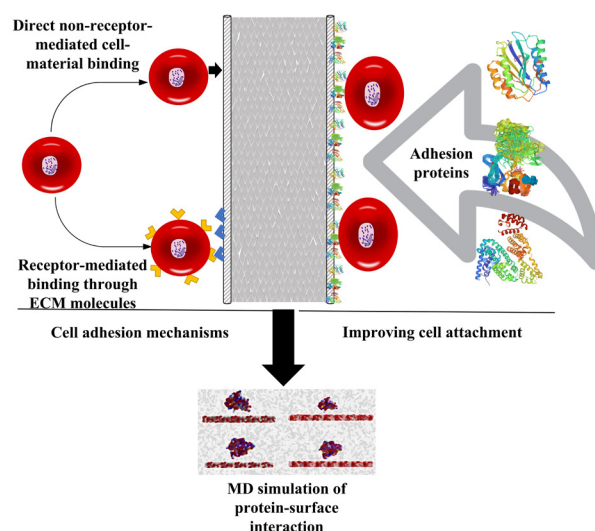 Direct non-receptor-
mediated cell-
material binding
Adhesion
proteins
Receptor-mediated
binding through
ECM molecules
Cell adhesion mechanisms
Improving cell attachment
MD simulation of
protein-surface
interaction